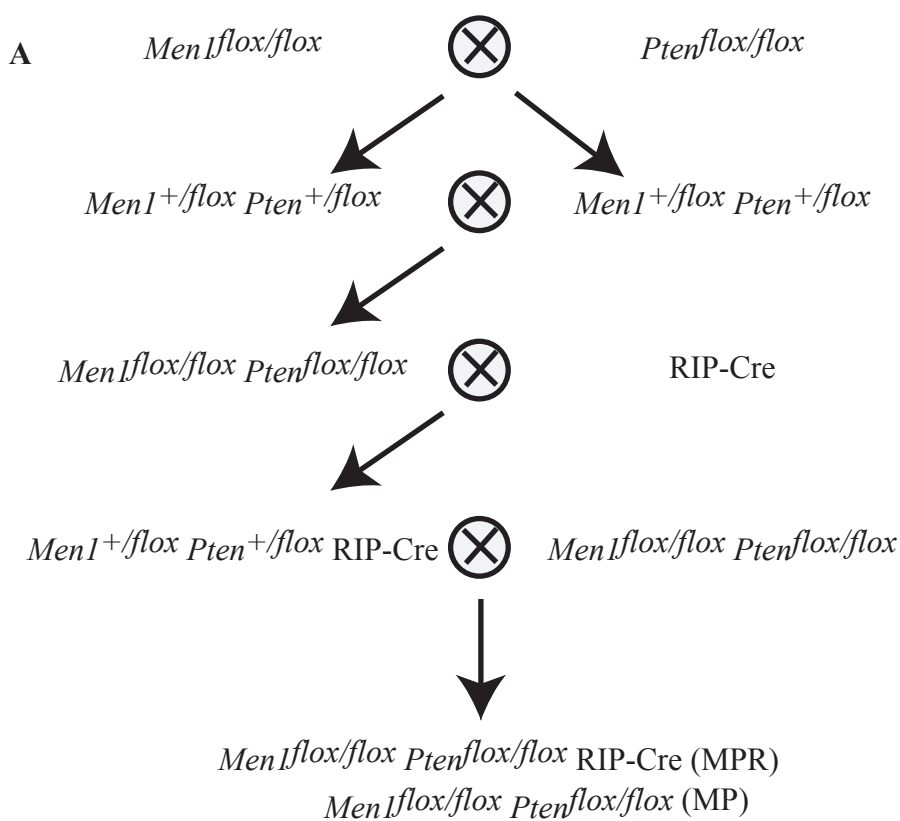 A Men1flox/flox Ptenflox/flox
Men1+/flox Pten+/flox Men1+/flox Pten+/flox
Men1flox/flox Ptenflox/flox RIP-Cre
Men1+/flox Pten+/flox RIP-Cre Men1flox/flox Ptenflox/flox
Men1flox/flox Ptenflox/flox RIP-Cre (MPR)
Men1flox/flox Ptenflox/flox (MP)